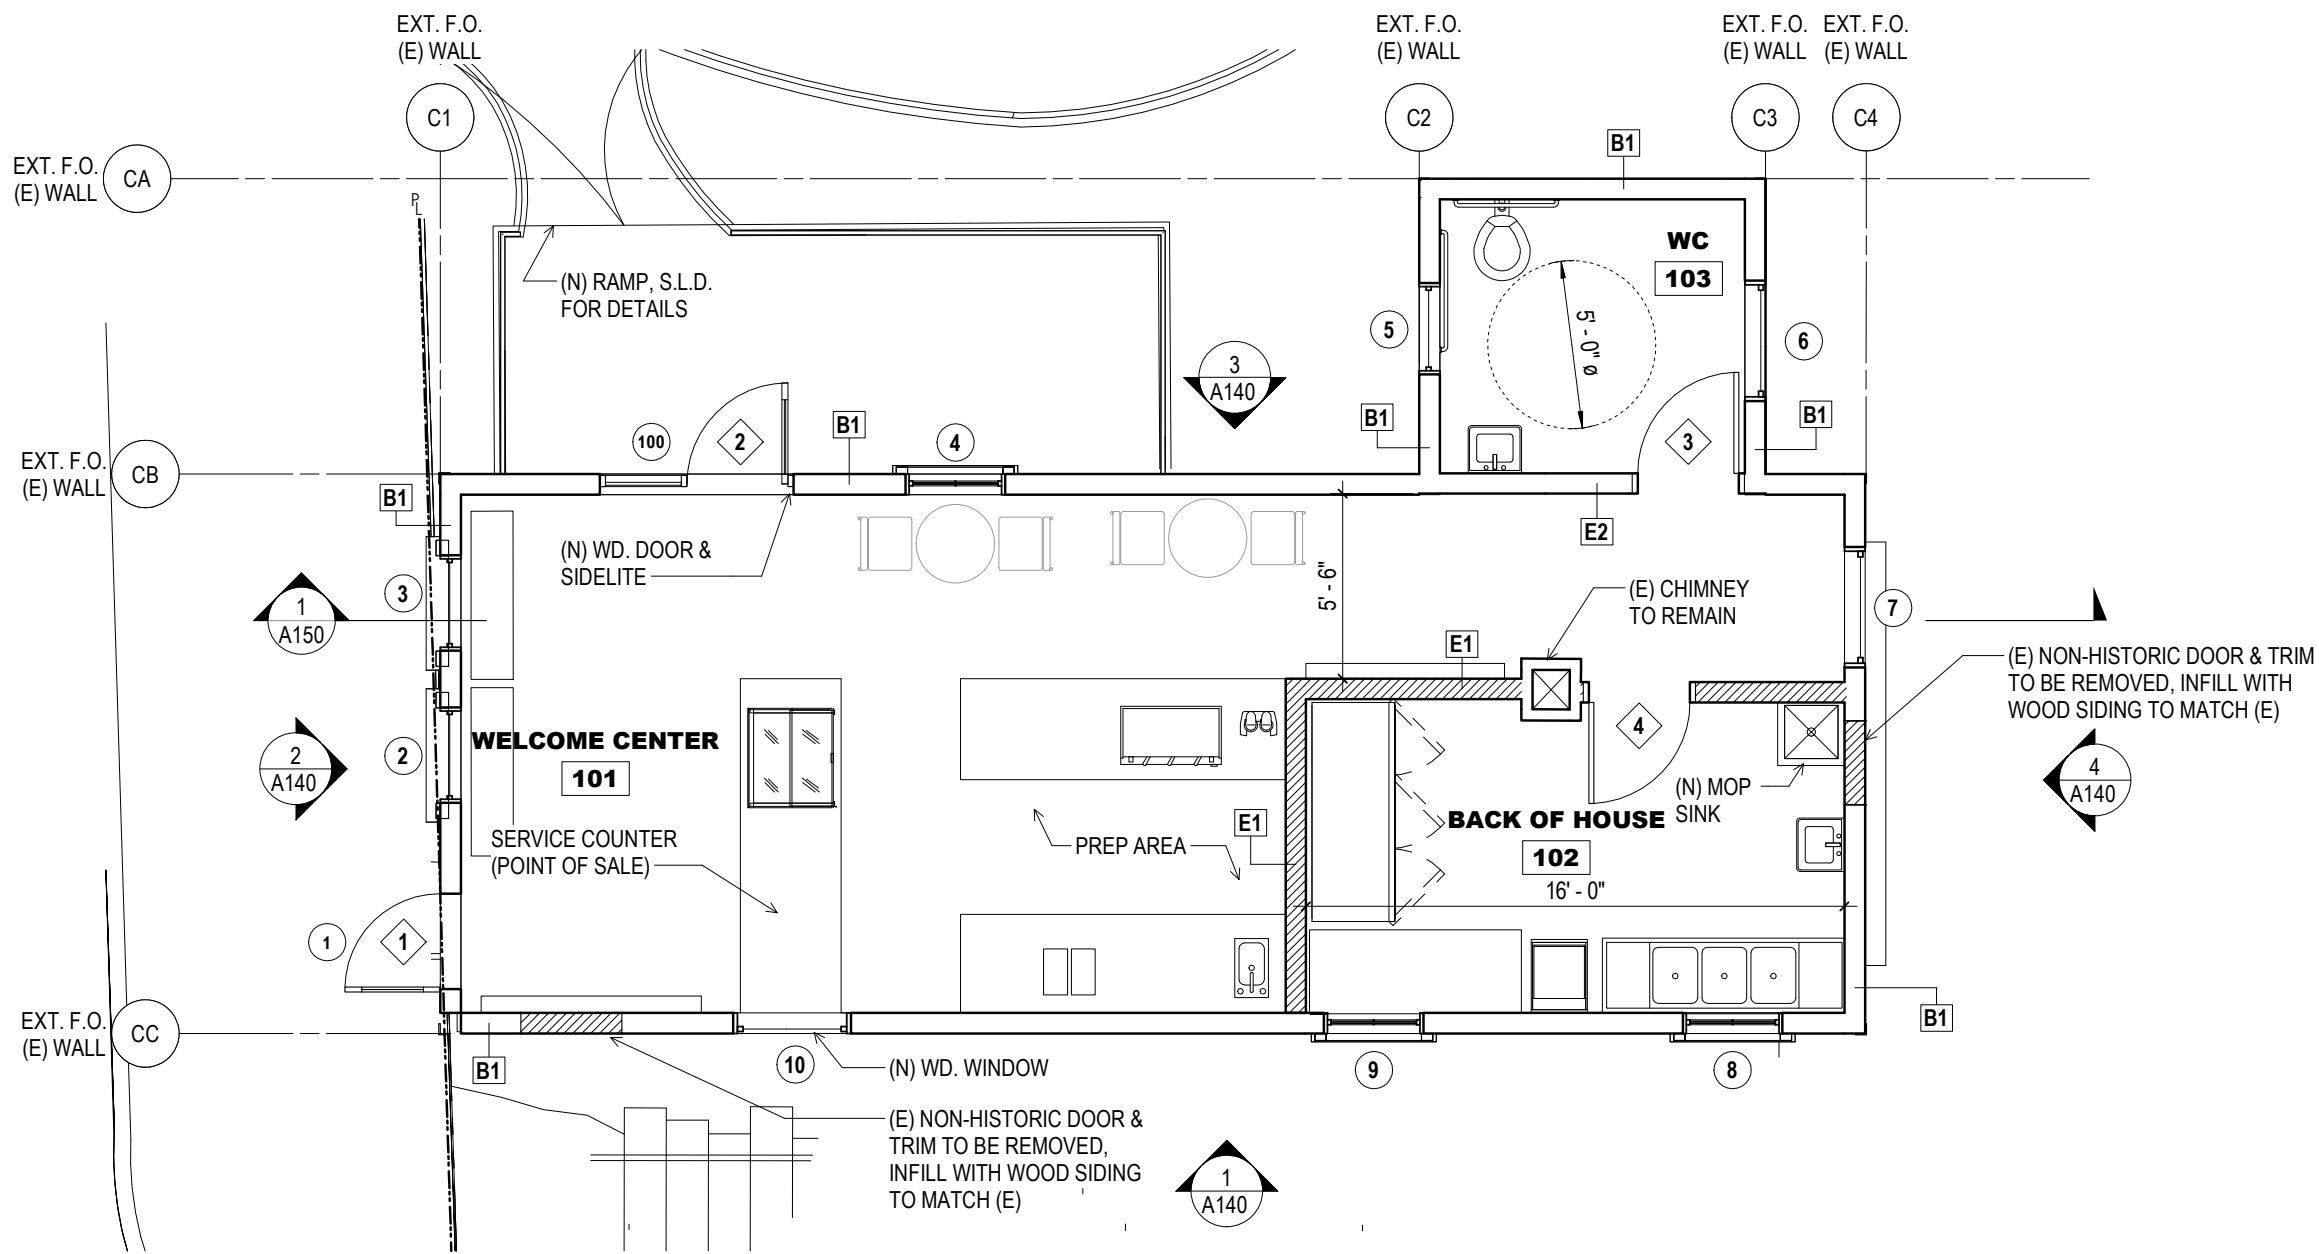 EXT. F.O.
(E) WALL
EXT. F.O.
(E) WALL
EXT. F.O.
(E) WALL
EXT. F.O.
(E) WALL
C1
C2
C3
C4
B1
EXT. F.O.
(E) WALL
CA
PL
WC
103
(N) RAMP, S.L.D.
FOR DETAILS
5
5' - 0" ø
6
3
A140
B1
B1
100
2
B1
4
3
EXT. F.O.
(E) WALL
CB
B1
E2
(N) WD. DOOR &
SIDELITE
5' - 6"
(E) CHIMNEY
TO REMAIN
3
7
1
A150
E1
(E) NON-HISTORIC DOOR & TRIM
TO BE REMOVED, INFILL WITH
WOOD SIDING TO MATCH (E)
4
WELCOME CENTER
101
2
2
A140
4
A140
(N) MOP
SINK
BACK OF HOUSE
102
16' - 0"
E1
SERVICE COUNTER
(POINT OF SALE)
PREP AREA
1
1
EXT. F.O.
(E) WALL
CC
B1
B1
10
(N) WD. WINDOW
9
8
(E) NON-HISTORIC DOOR &
TRIM TO BE REMOVED,
INFILL WITH WOOD SIDING
TO MATCH (E)
1
A140